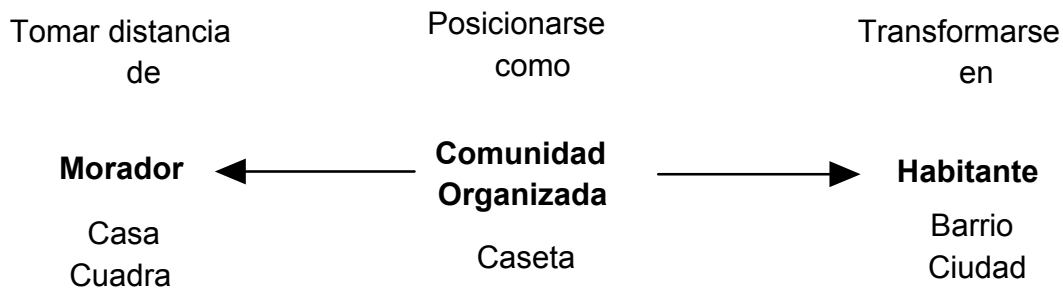 Tomar distancia
de
Posicionarse
como
Transformarse
en
Morador
Comunidad
Organizada
Habitante
Casa
Cuadra
Caseta
Barrio
Ciudad